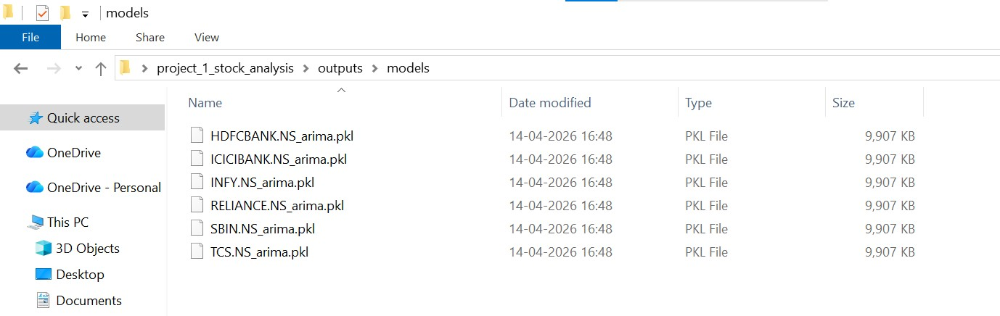 models
File Home Share View
project_1_stock_analysis outputs models
Name Date modified Type Size
Quick access
OneDrive
OneDrive - Personal
This PC
3D Objects
Desktop
Documents
HDFCBANK.NS_arima.pkl 14-04-2026 16:48 PKL File 9,907 KB
ICICIBANK.NS_arima.pkl 14-04-2026 16:48 PKL File 9,907 KB
INFY.NS_arima.pkl 14-04-2026 16:48 PKL File 9,907 KB
RELIANCE.NS_arima.pkl 14-04-2026 16:48 PKL File 9,907 KB
SBIN.NS_arima.pkl 14-04-2026 16:48 PKL File 9,907 KB
TCS.NS_arima.pkl 14-04-2026 16:48 PKL File 9,907 KB